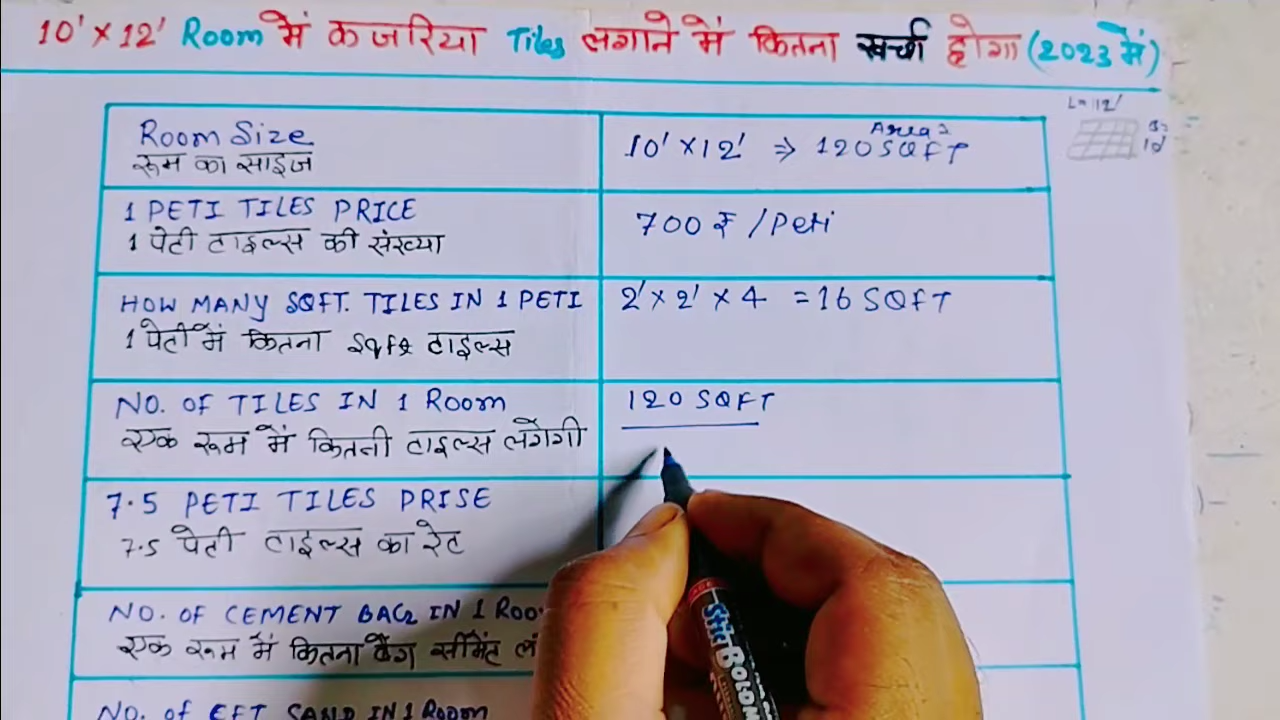 10' × 12' Room में कजरिया Tiles लगाने में कितना खर्चा होगा (2023 में)
L= 12'
Room Size
रूम का साइज
10' × 12' ⇒ 120 SQFT
Area =
10'
1 PETI TILES PRICE
1 पेटी टाइल्स की संख्या
700 ₹ / Peti
HOW MANY SQFT. TILES IN 1 PETI
1 पेटी में कितना sqft टाइल्स
2' × 2' × 4 = 16 SQFT
NO. OF TILES IN 1 Room
एक रूम में कितनी टाइल्स लगेगी
120 SQFT
7.5 PETI TILES PRISE
7.5 पेटी टाइल्स का रेट
NO. OF CEMENT BAG IN 1 Roo
एक रूम में कितना बैग सीमेंट
NO. OF CFT SAND IN 1 ROOM
Stic BOLDM